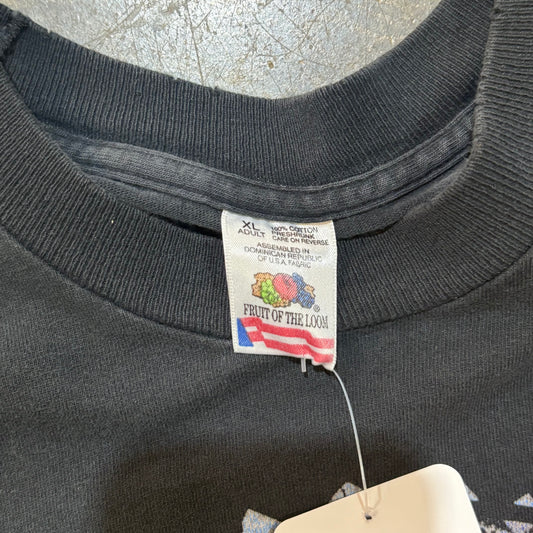 XL 100% COTTON
ADULT PRESHRUNK
CARE ON REVERSE
ASSEMBLED IN
DOMINICAN REPUBLIC
OF U.S.A. FABRIC
FRUIT OF THE LOOM®